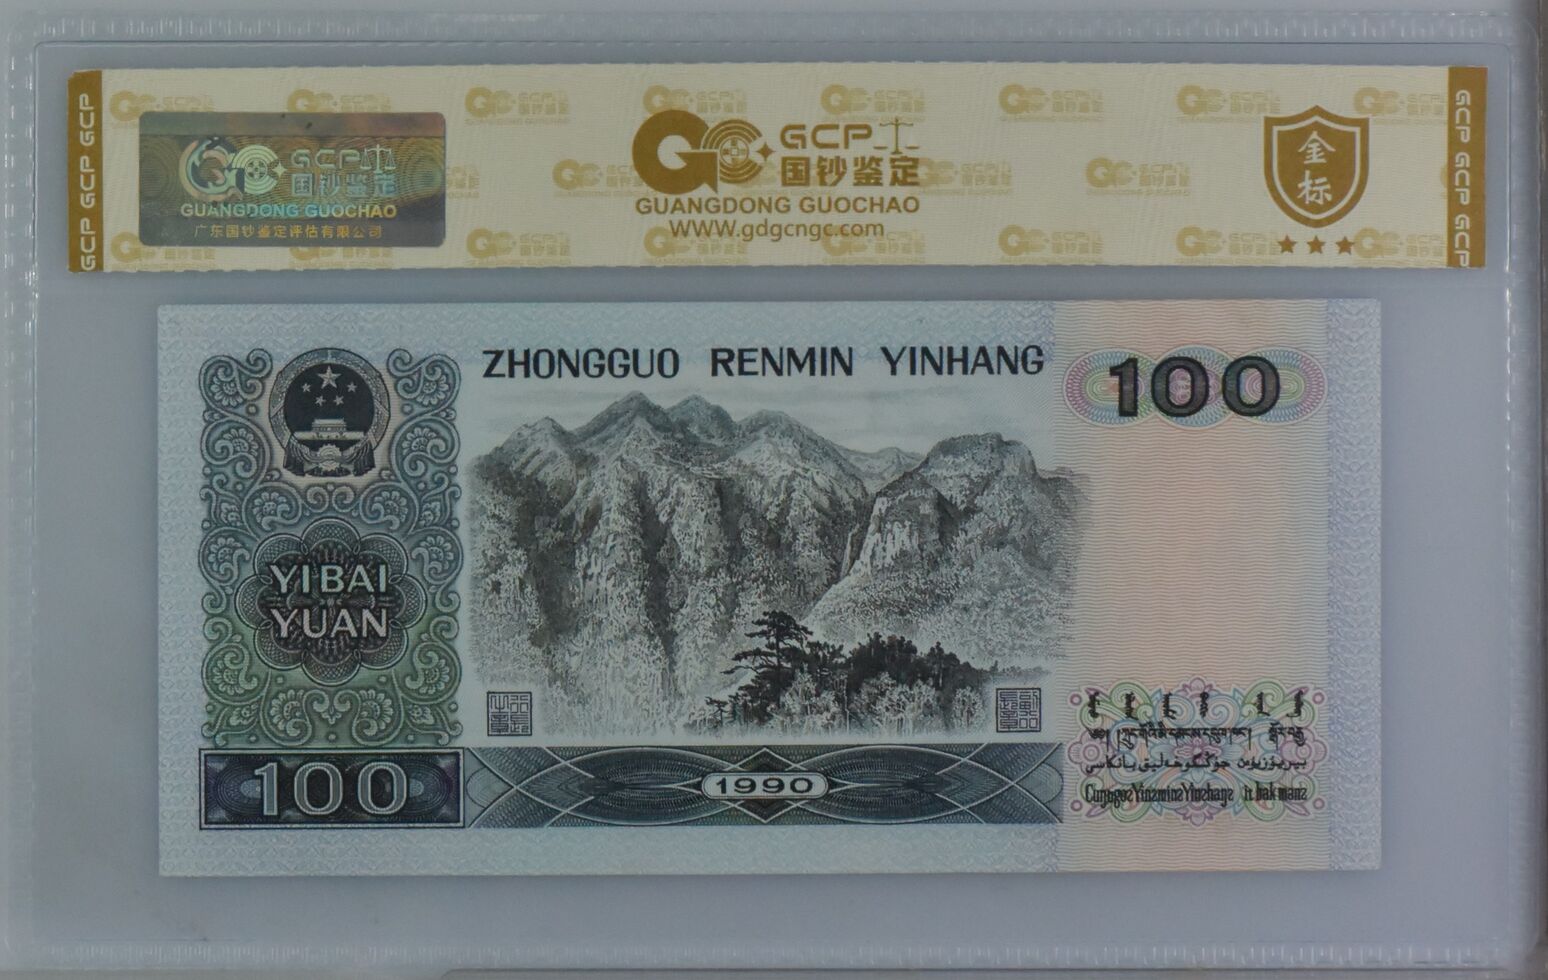 GCP GCP GCP
GCP
国钞鉴定
GUANGDONG GUOCHAO
广东国钞鉴定评估有限公司
GCP
国钞鉴定
GUANGDONG GUOCHAO
WWW.gdgcngc.com
金标
GCP GCP GCP
ZHONGGUO RENMIN YINHANG
100
YIBAI
YUAN
100
1990